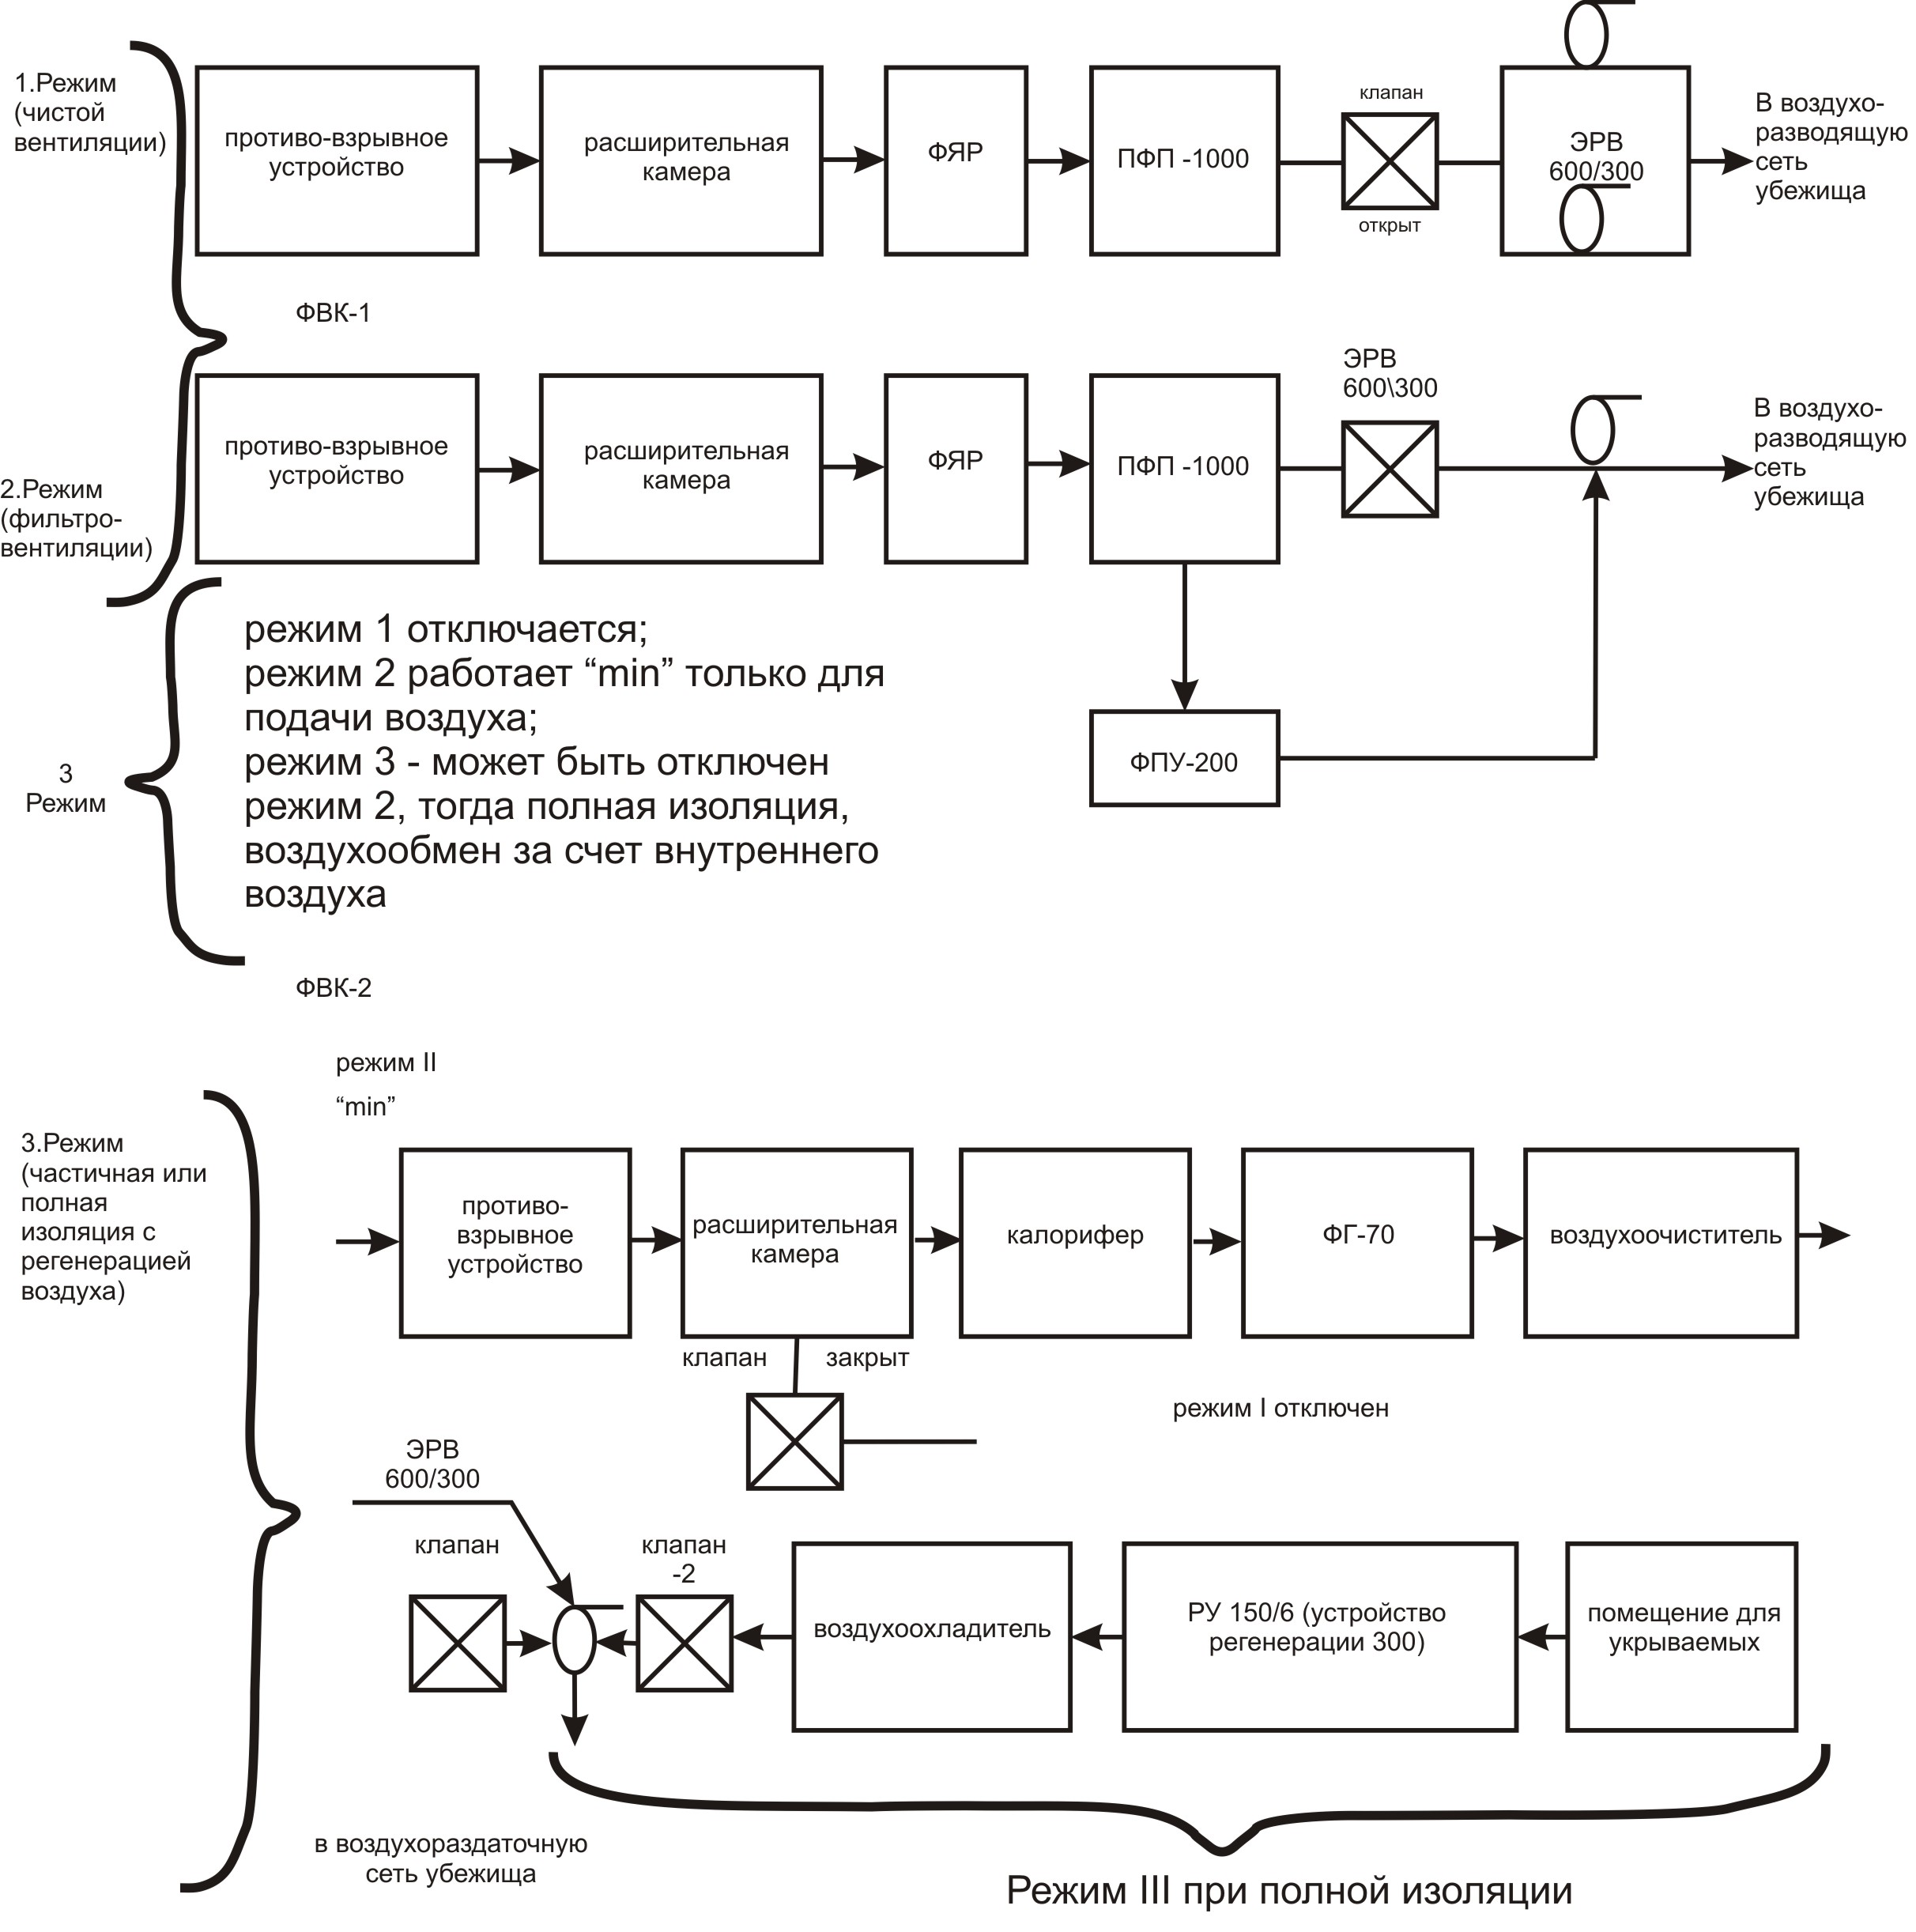 1.Режим
(чистой
вентиляции)
противо-взрывное
устройство
расширительная
камера
ФЯР
ПФП -1000
клапан
открыт
ЭРВ
600/300
В воздухо-
разводящую
сеть
убежища
ФВК-1
2.Режим
(фильтро-
вентиляции)
противо-взрывное
устройство
расширительная
камера
ФЯР
ПФП -1000
ЭРВ
600\300
В воздухо-
разводящую
сеть
убежища
ФПУ-200
3
Режим
режим 1 отключается;
режим 2 работает “min” только для
подачи воздуха;
режим 3 - может быть отключен
режим 2, тогда полная изоляция,
воздухообмен за счет внутреннего
воздуха
ФВК-2
режим II
“min”
3.Режим
(частичная или
полная
изоляция с
регенерацией
воздуха)
противо-
взрывное
устройство
расширительная
камера
калорифер
ФГ-70
воздухоочиститель
клапан закрыт
режим I отключен
ЭРВ
600/300
клапан
клапан
-2
воздухоохладитель
РУ 150/6 (устройство
регенерации 300)
помещение для
укрываемых
в воздухораздаточную
сеть убежища
Режим III при полной изоляции